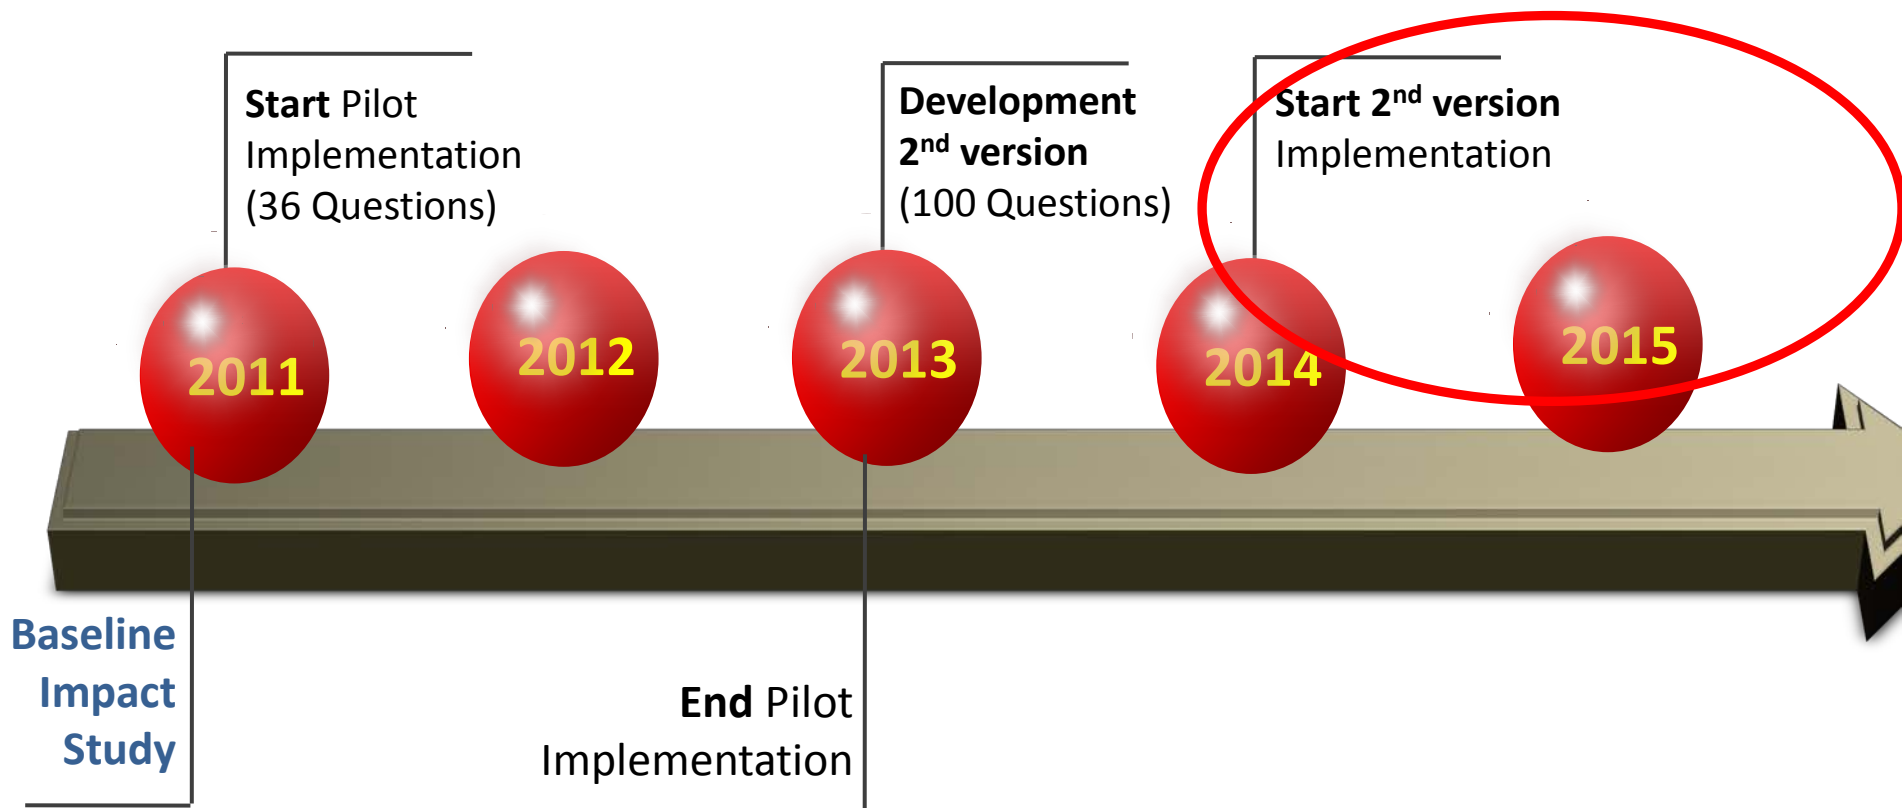 Start Pilot
Implementation
(36 Questions)
Development
2nd version
(100 Questions)
Start 2nd version
Implementation
2011
2012
2013
2014
2015
Baseline
Impact
Study
End Pilot
Implementation